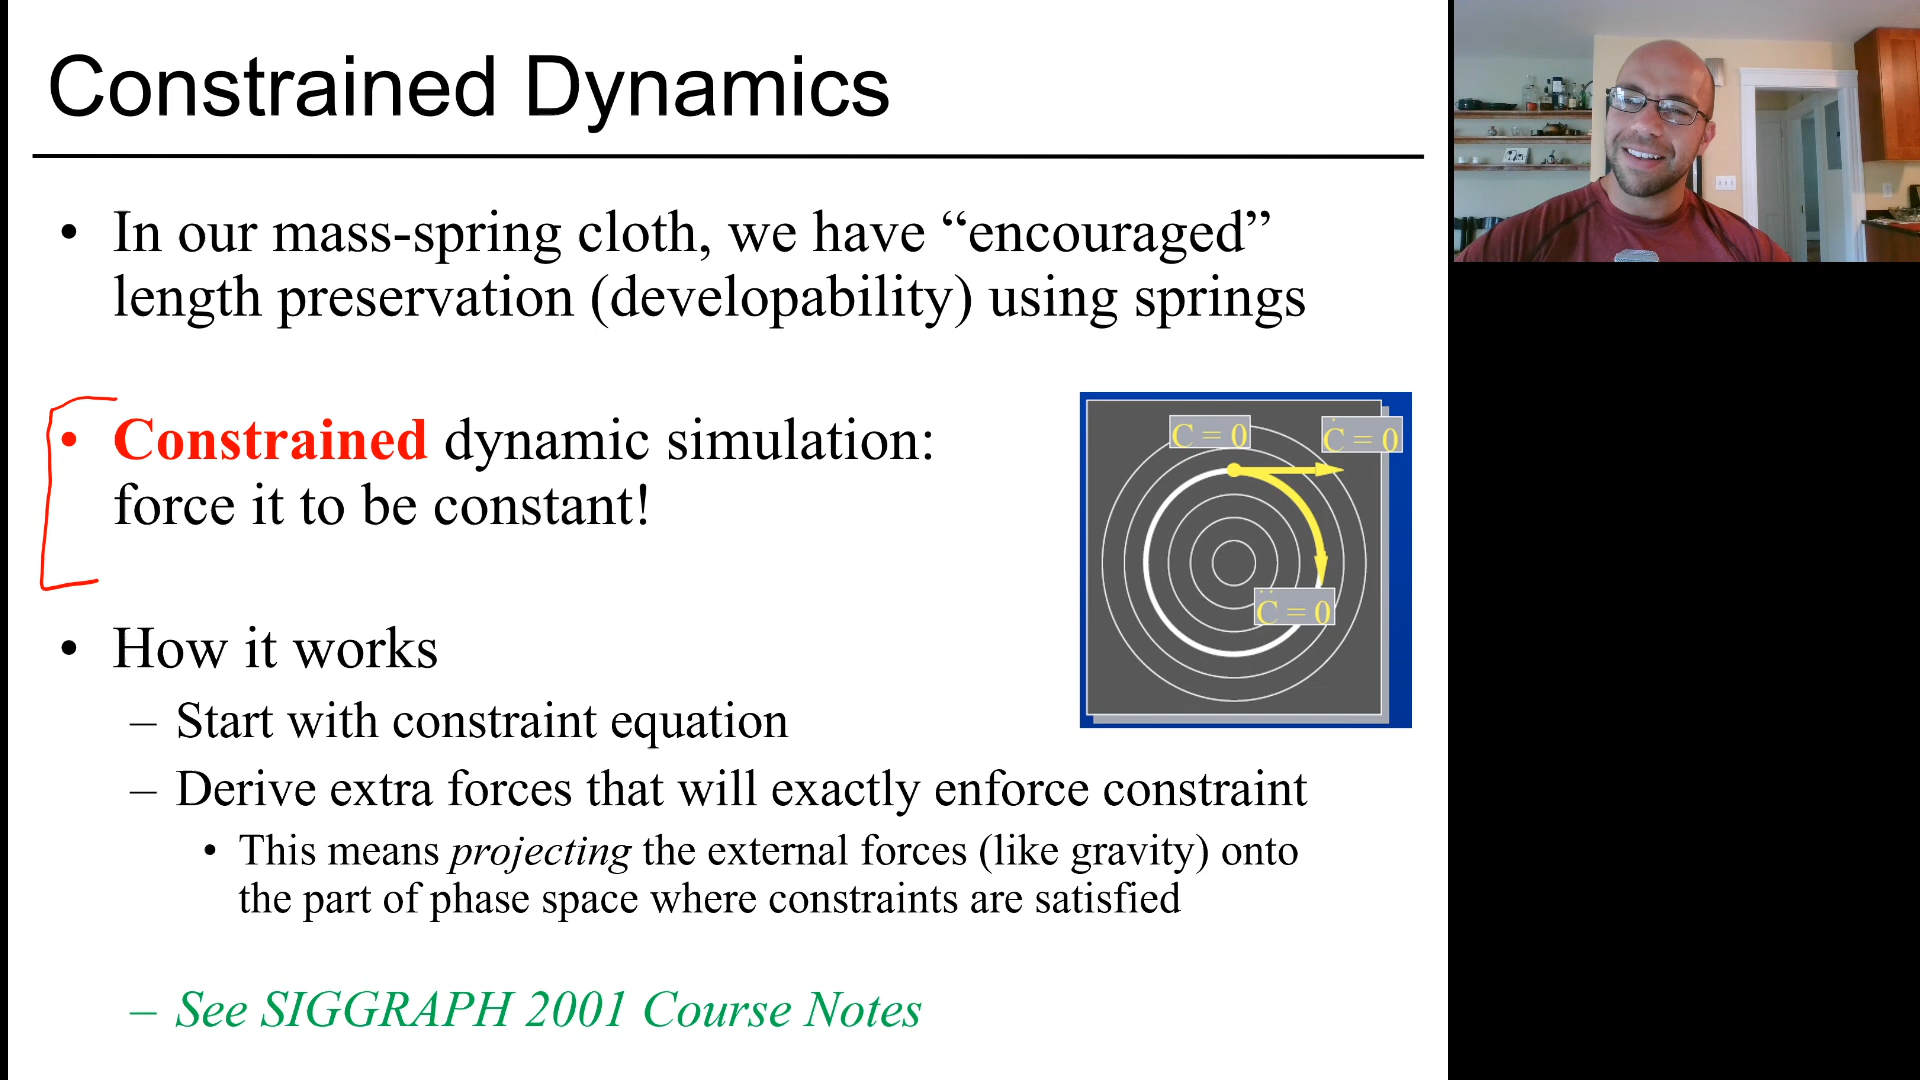 Constrained Dynamics
• In our mass-spring cloth, we have “encouraged”
length preservation (developability) using springs
• Constrained dynamic simulation:
force it to be constant!
C = 0
Ċ = 0
C̈ = 0
• How it works
– Start with constraint equation
– Derive extra forces that will exactly enforce constraint
• This means projecting the external forces (like gravity) onto
the part of phase space where constraints are satisfied
– See SIGGRAPH 2001 Course Notes